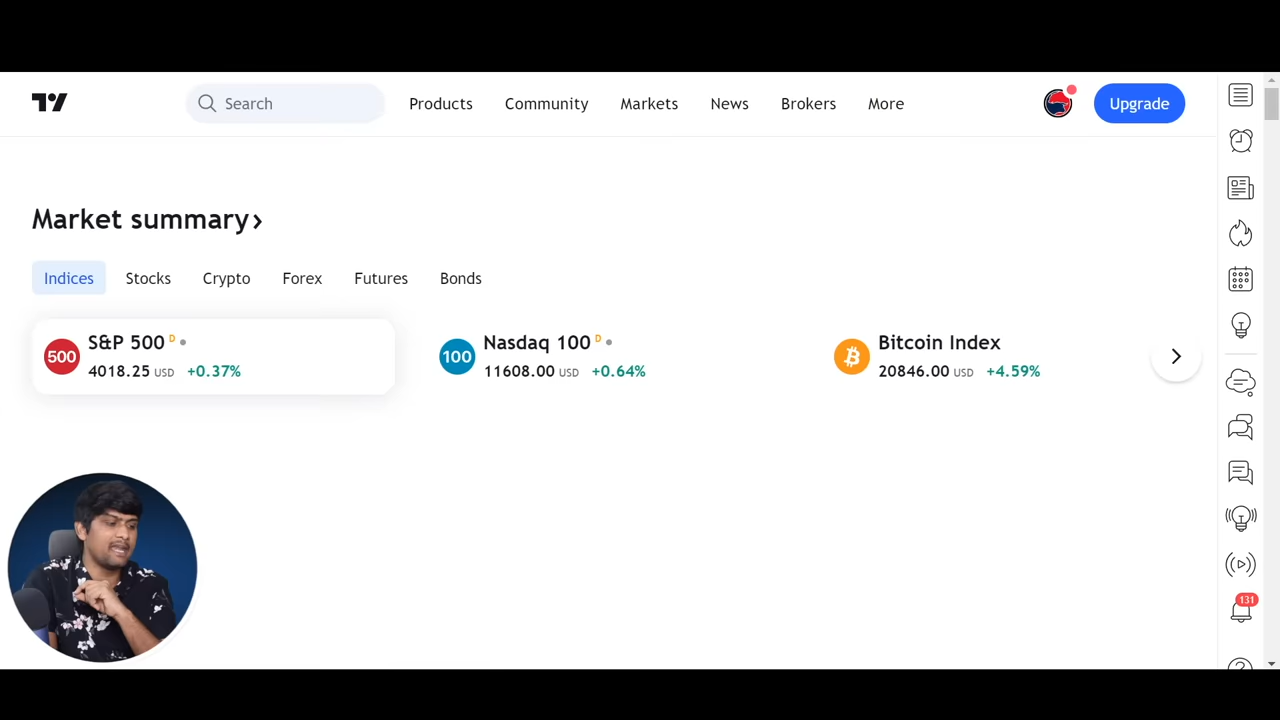 Search
Products Community Markets News Brokers More
Upgrade
Market summary
Indices Stocks Crypto Forex Futures Bonds
500 S&P 500 D
4018.25 USD +0.37%
100 Nasdaq 100 D
11608.00 USD +0.64%
Bitcoin Index
20846.00 USD +4.59%
131